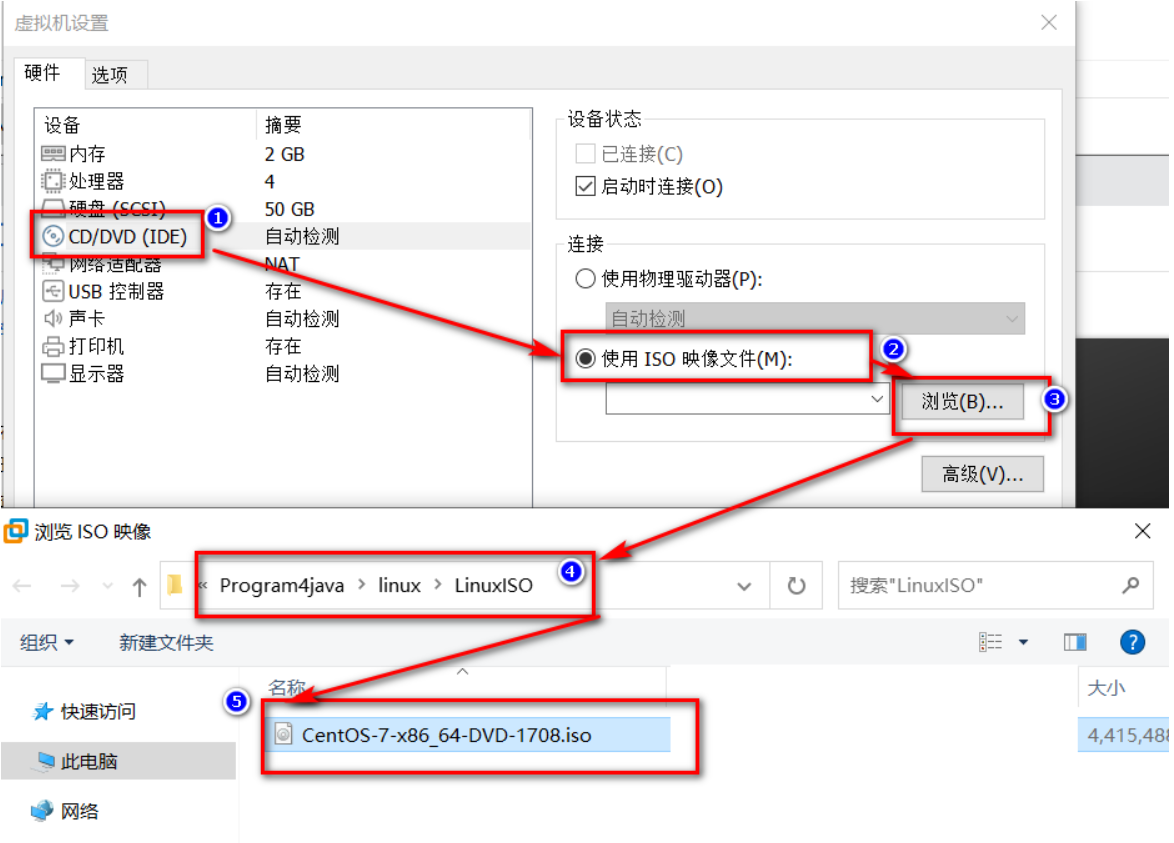 虚拟机设置
硬件 选项
设备 摘要
内存 2 GB
处理器 4
硬盘 (SCSI) 50 GB
1
CD/DVD (IDE) 自动检测
网络适配器 NAT
USB 控制器 存在
声卡 自动检测
打印机 存在
显示器 自动检测
设备状态
已连接(C)
启动时连接(O)
连接
使用物理驱动器(P):
自动检测
使用 ISO 映像文件(M):
2
浏览(B)...
3
高级(V)...
浏览 ISO 映像
« Program4java > linux > LinuxISO
4
搜索"LinuxISO"
组织 新建文件夹
?
名称 大小
5
快速访问
CentOS-7-x86_64-DVD-1708.iso
此电脑
网络